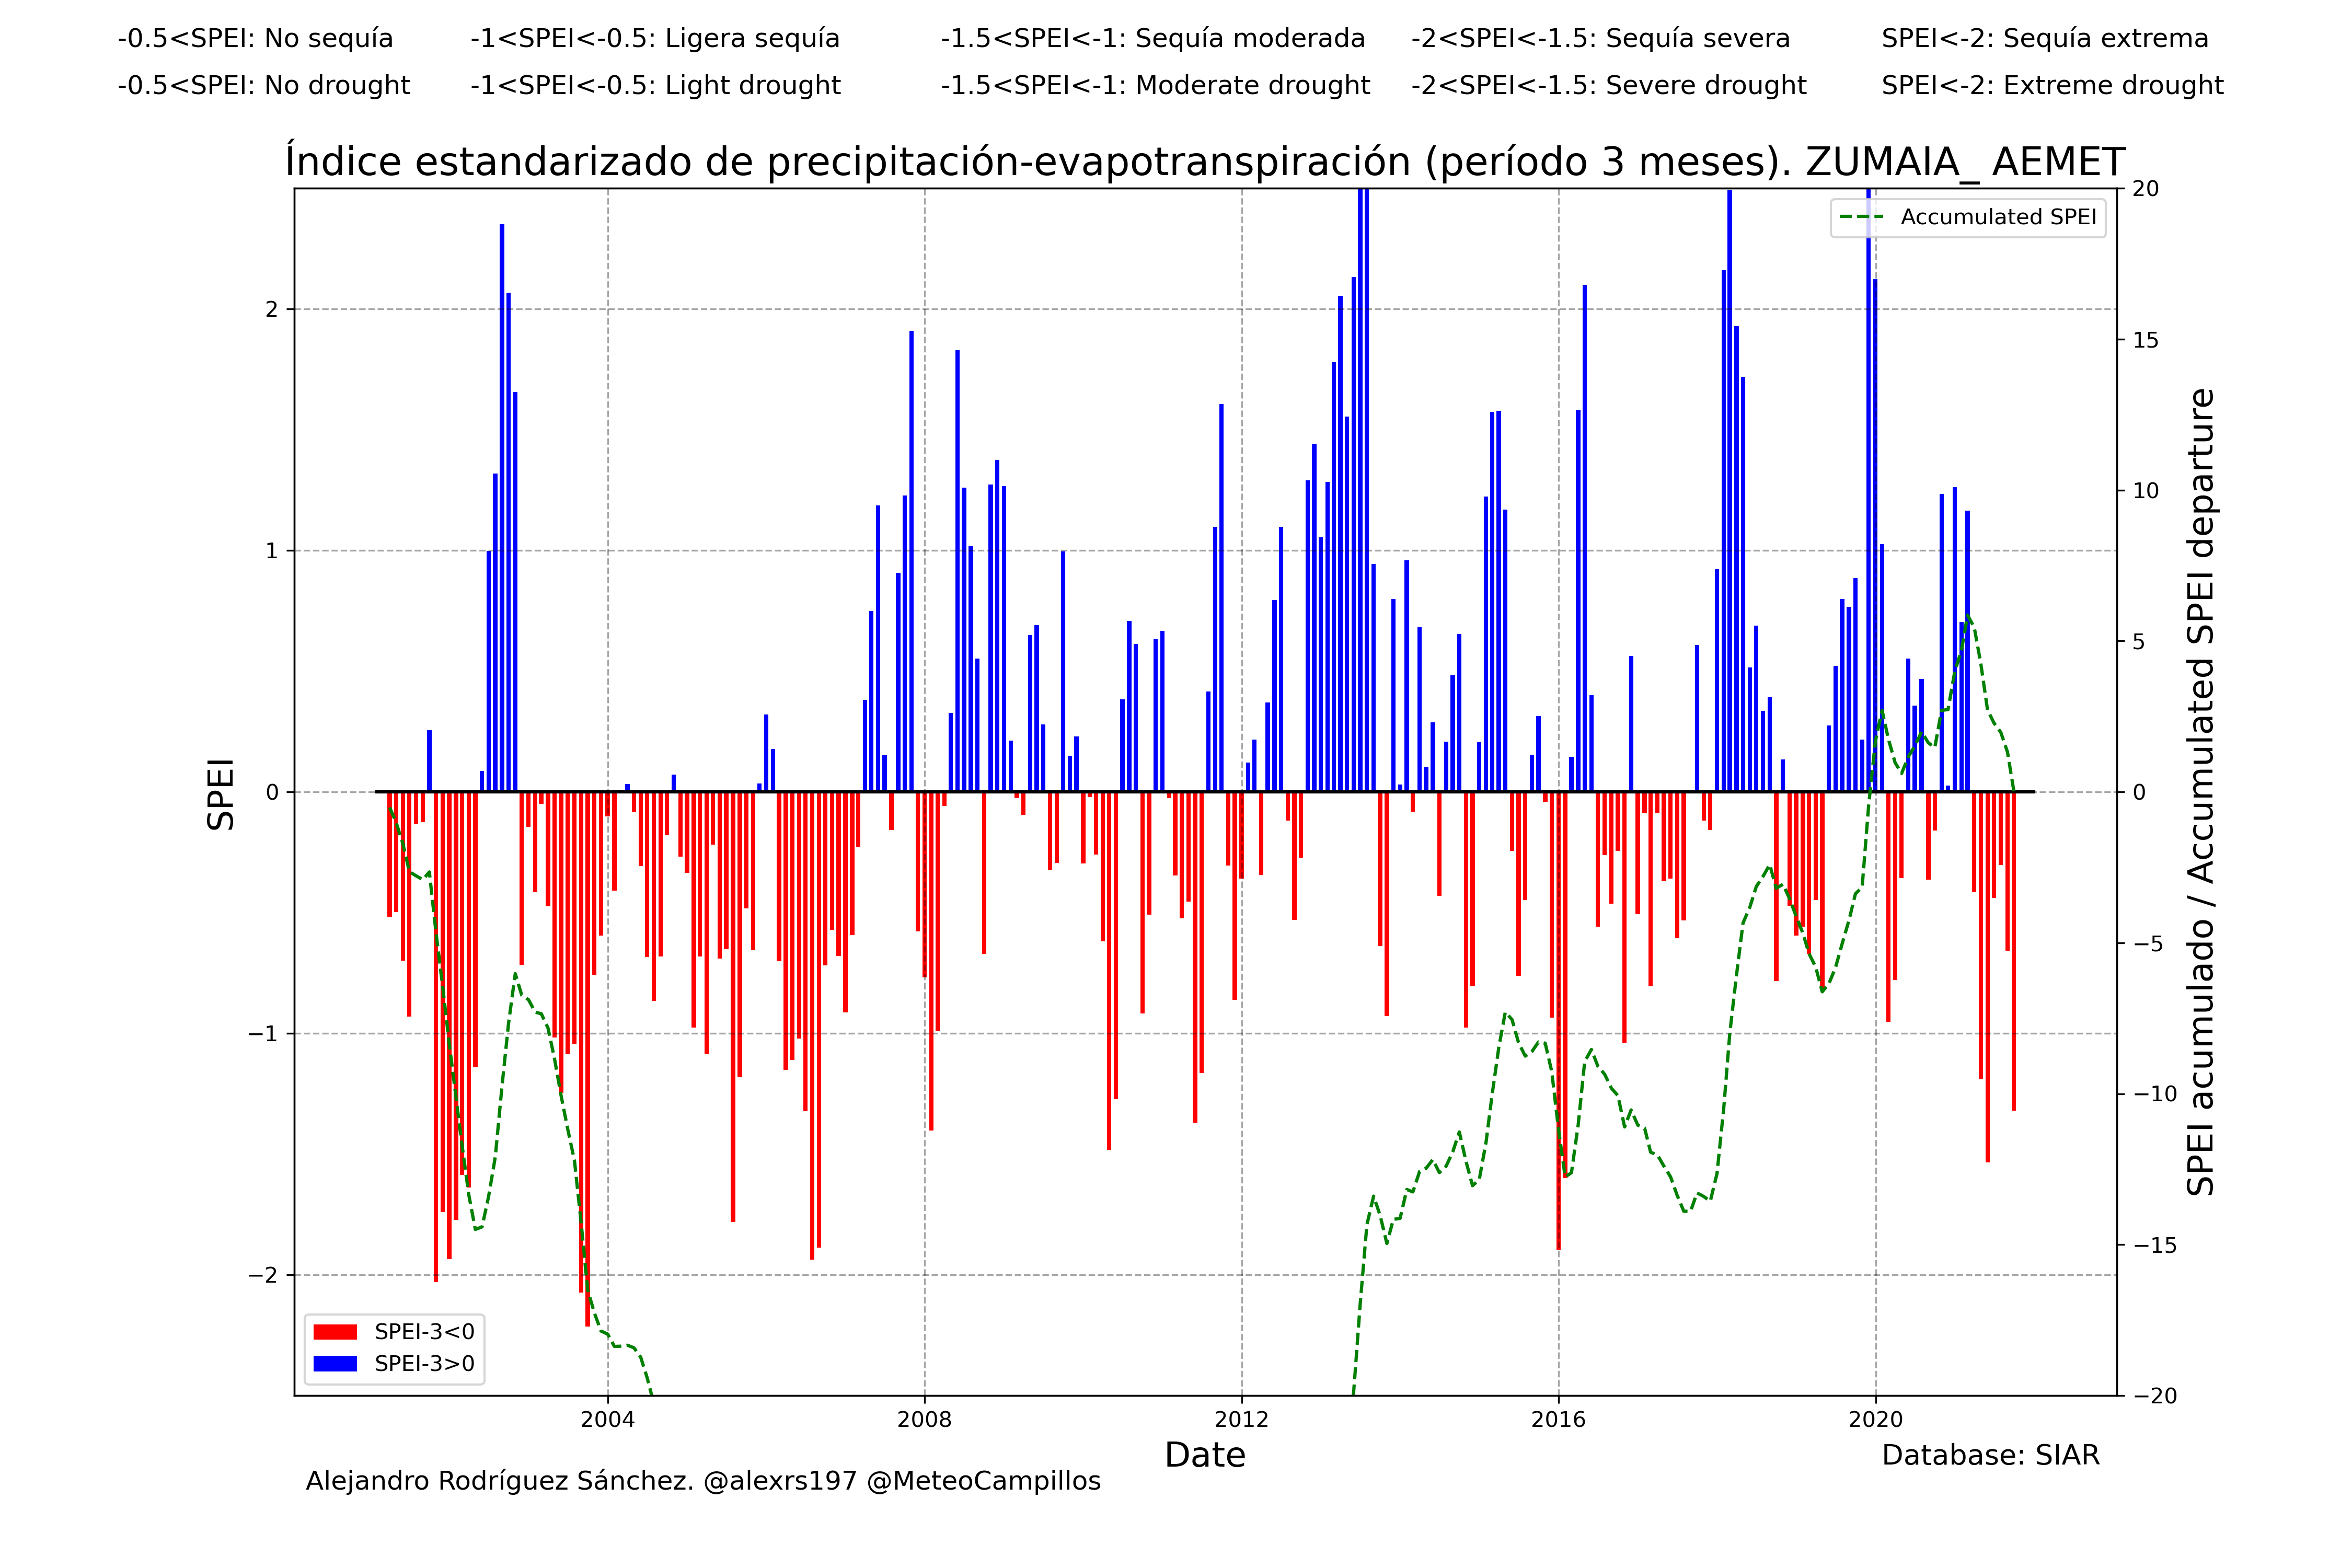 -0.5<SPEI: No sequía -1<SPEI<-0.5: Ligera sequía -1.5<SPEI<-1: Sequía moderada -2<SPEI<-1.5: Sequía severa SPEI<-2: Sequía extrema
-0.5<SPEI: No drought -1<SPEI<-0.5: Light drought -1.5<SPEI<-1: Moderate drought -2<SPEI<-1.5: Severe drought SPEI<-2: Extreme drought
Índice estandarizado de precipitación-evapotranspiración (período 3 meses). ZUMAIA_ AEMET
Accumulated SPEI
SPEI
2
1
0
−1
−2
20
15
10
5
0
−5
−10
−15
−20
SPEI acumulado / Accumulated SPEI departure
SPEI-3<0
SPEI-3>0
2004 2008 2012 2016 2020
Date
Database: SIAR
Alejandro Rodríguez Sánchez. @alexrs197 @MeteoCampillos